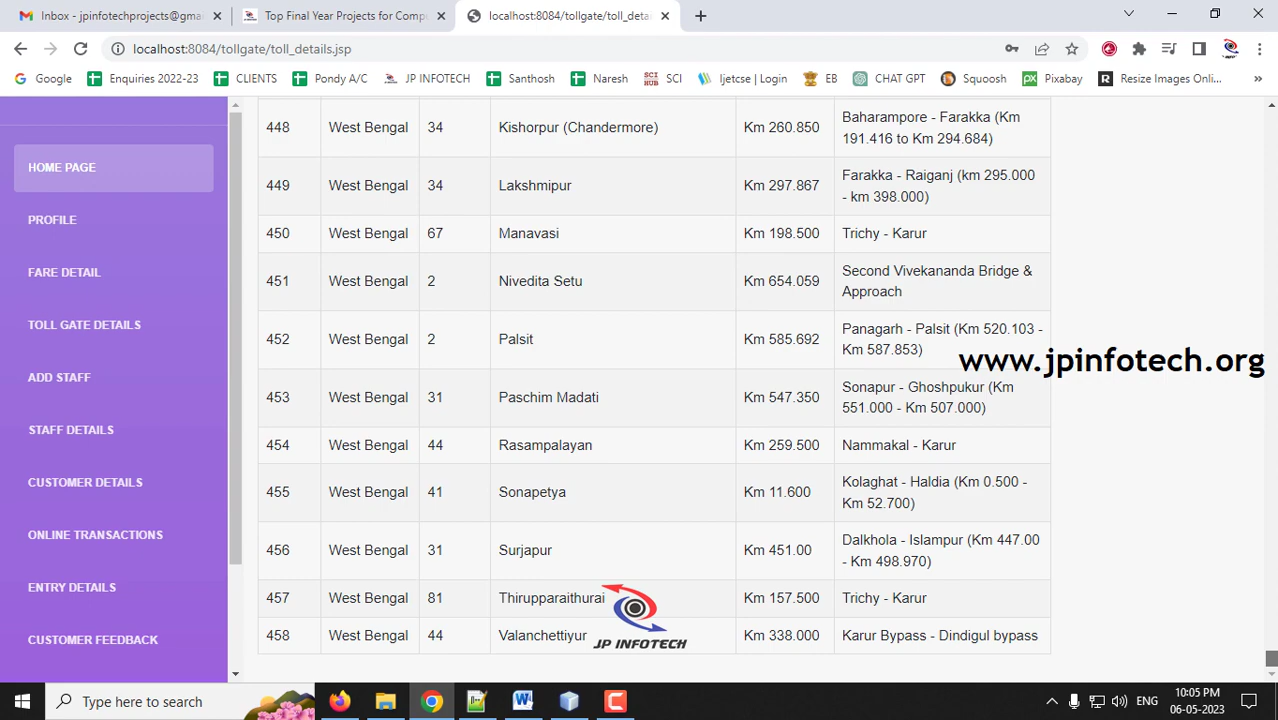 Inbox - jpinfotechprojects@gmai
Top Final Year Projects for Comp
localhost:8084/tollgate/toll_deta
localhost:8084/tollgate/toll_details.jsp
Google
Enquiries 2022-23
CLIENTS
Pondy A/C
JP INFOTECH
Santhosh
Naresh
SCI HUB SCI
Ijetcse | Login
EB
CHAT GPT
Squoosh
px Pixabay
R Resize Images Onlin...
HOME PAGE
PROFILE
FARE DETAIL
TOLL GATE DETAILS
ADD STAFF
STAFF DETAILS
CUSTOMER DETAILS
ONLINE TRANSACTIONS
ENTRY DETAILS
CUSTOMER FEEDBACK
448 West Bengal 34 Kishorpur (Chandermore) Km 260.850 Baharampore - Farakka (Km
191.416 to Km 294.684)
449 West Bengal 34 Lakshmipur Km 297.867 Farakka - Raiganj (km 295.000
- km 398.000)
450 West Bengal 67 Manavasi Km 198.500 Trichy - Karur
451 West Bengal 2 Nivedita Setu Km 654.059 Second Vivekananda Bridge &
Approach
452 West Bengal 2 Palsit Km 585.692 Panagarh - Palsit (Km 520.103 -
Km 587.853)
www.jpinfotech.org
453 West Bengal 31 Paschim Madati Km 547.350 Sonapur - Ghoshpukur (Km
551.000 - Km 507.000)
454 West Bengal 44 Rasampalayan Km 259.500 Nammakal - Karur
455 West Bengal 41 Sonapetya Km 11.600 Kolaghat - Haldia (Km 0.500 -
Km 52.700)
456 West Bengal 31 Surjapur Km 451.00 Dalkhola - Islampur (Km 447.00
- Km 498.970)
457 West Bengal 81 Thirupparaithurai Km 157.500 Trichy - Karur
458 West Bengal 44 Valanchettiyur Km 338.000 Karur Bypass - Dindigul bypass
JP INFOTECH
Type here to search
ENG
10:05 PM
06-05-2023